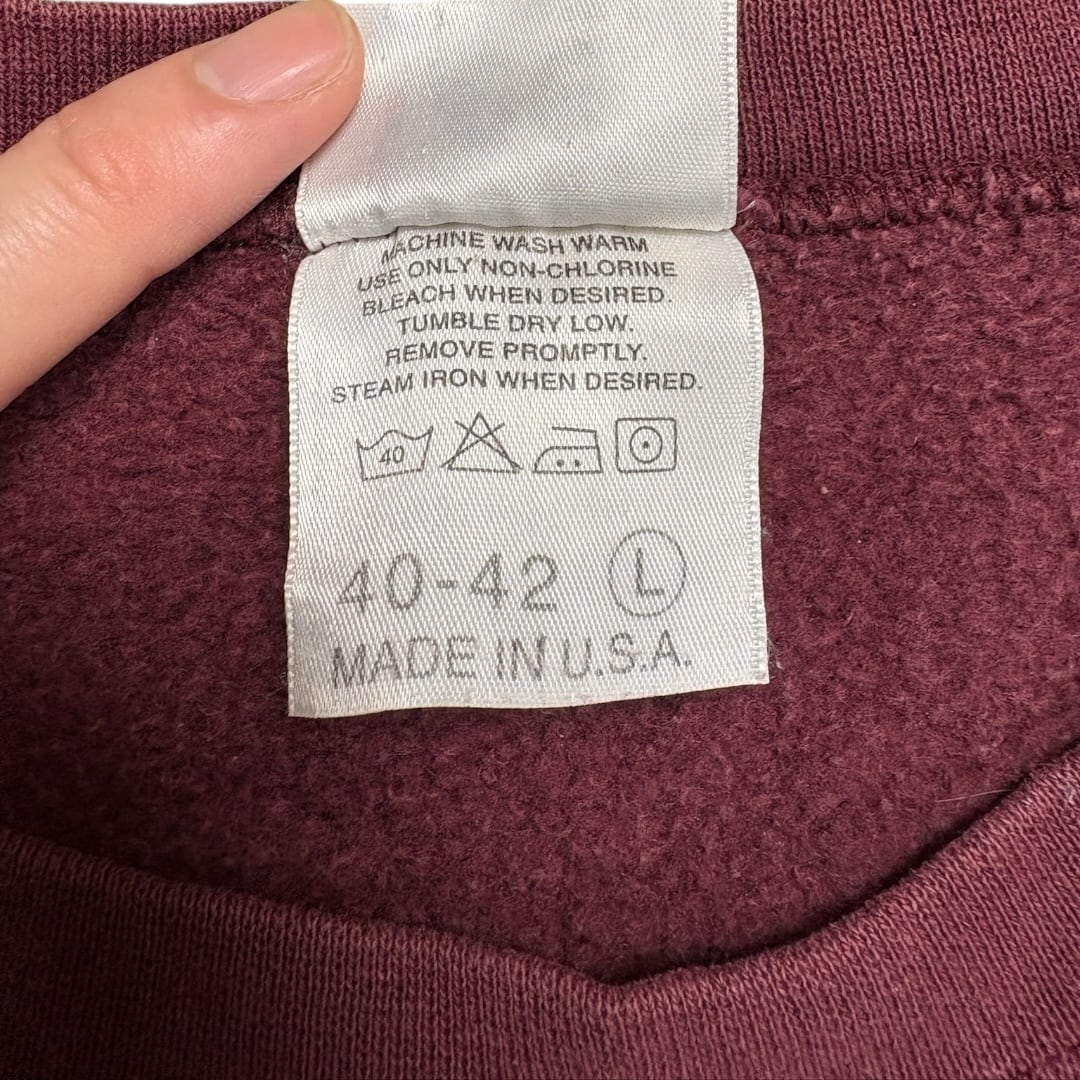 MACHINE WASH WARM
USE ONLY NON-CHLORINE
BLEACH WHEN DESIRED.
TUMBLE DRY LOW.
REMOVE PROMPTLY.
STEAM IRON WHEN DESIRED.
40
40-42 L
MADE IN U.S.A.